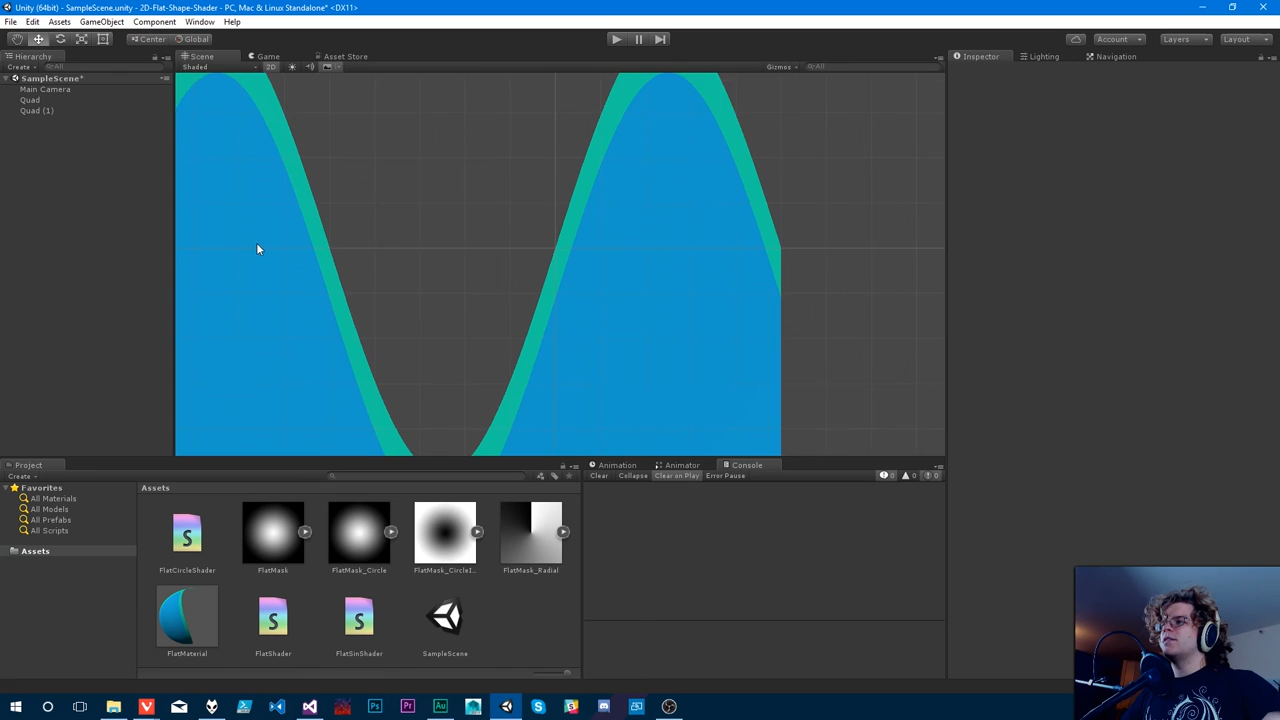 Unity (64bit) - SampleScene.unity - 2D-Flat-Shape-Shader - PC, Mac & Linux Standalone* <DX11>
File Edit Assets GameObject Component Window Help
Center Global Account Layers Layout
Hierarchy Scene Game Asset Store Inspector Lighting Navigation
Create All Shaded 2D Gizmos All
SampleScene*
Main Camera
Quad
Quad (1)
Project Animation Animator Console
Create Clear Collapse Clear on Play Error Pause 0 0 0
Favorites Assets
All Materials
All Models
All Prefabs
All Scripts
Assets
FlatCircleShader FlatMask FlatMask_Circle FlatMask_CircleI... FlatMask_Radial
FlatMaterial FlatShader FlatSinShader SampleScene